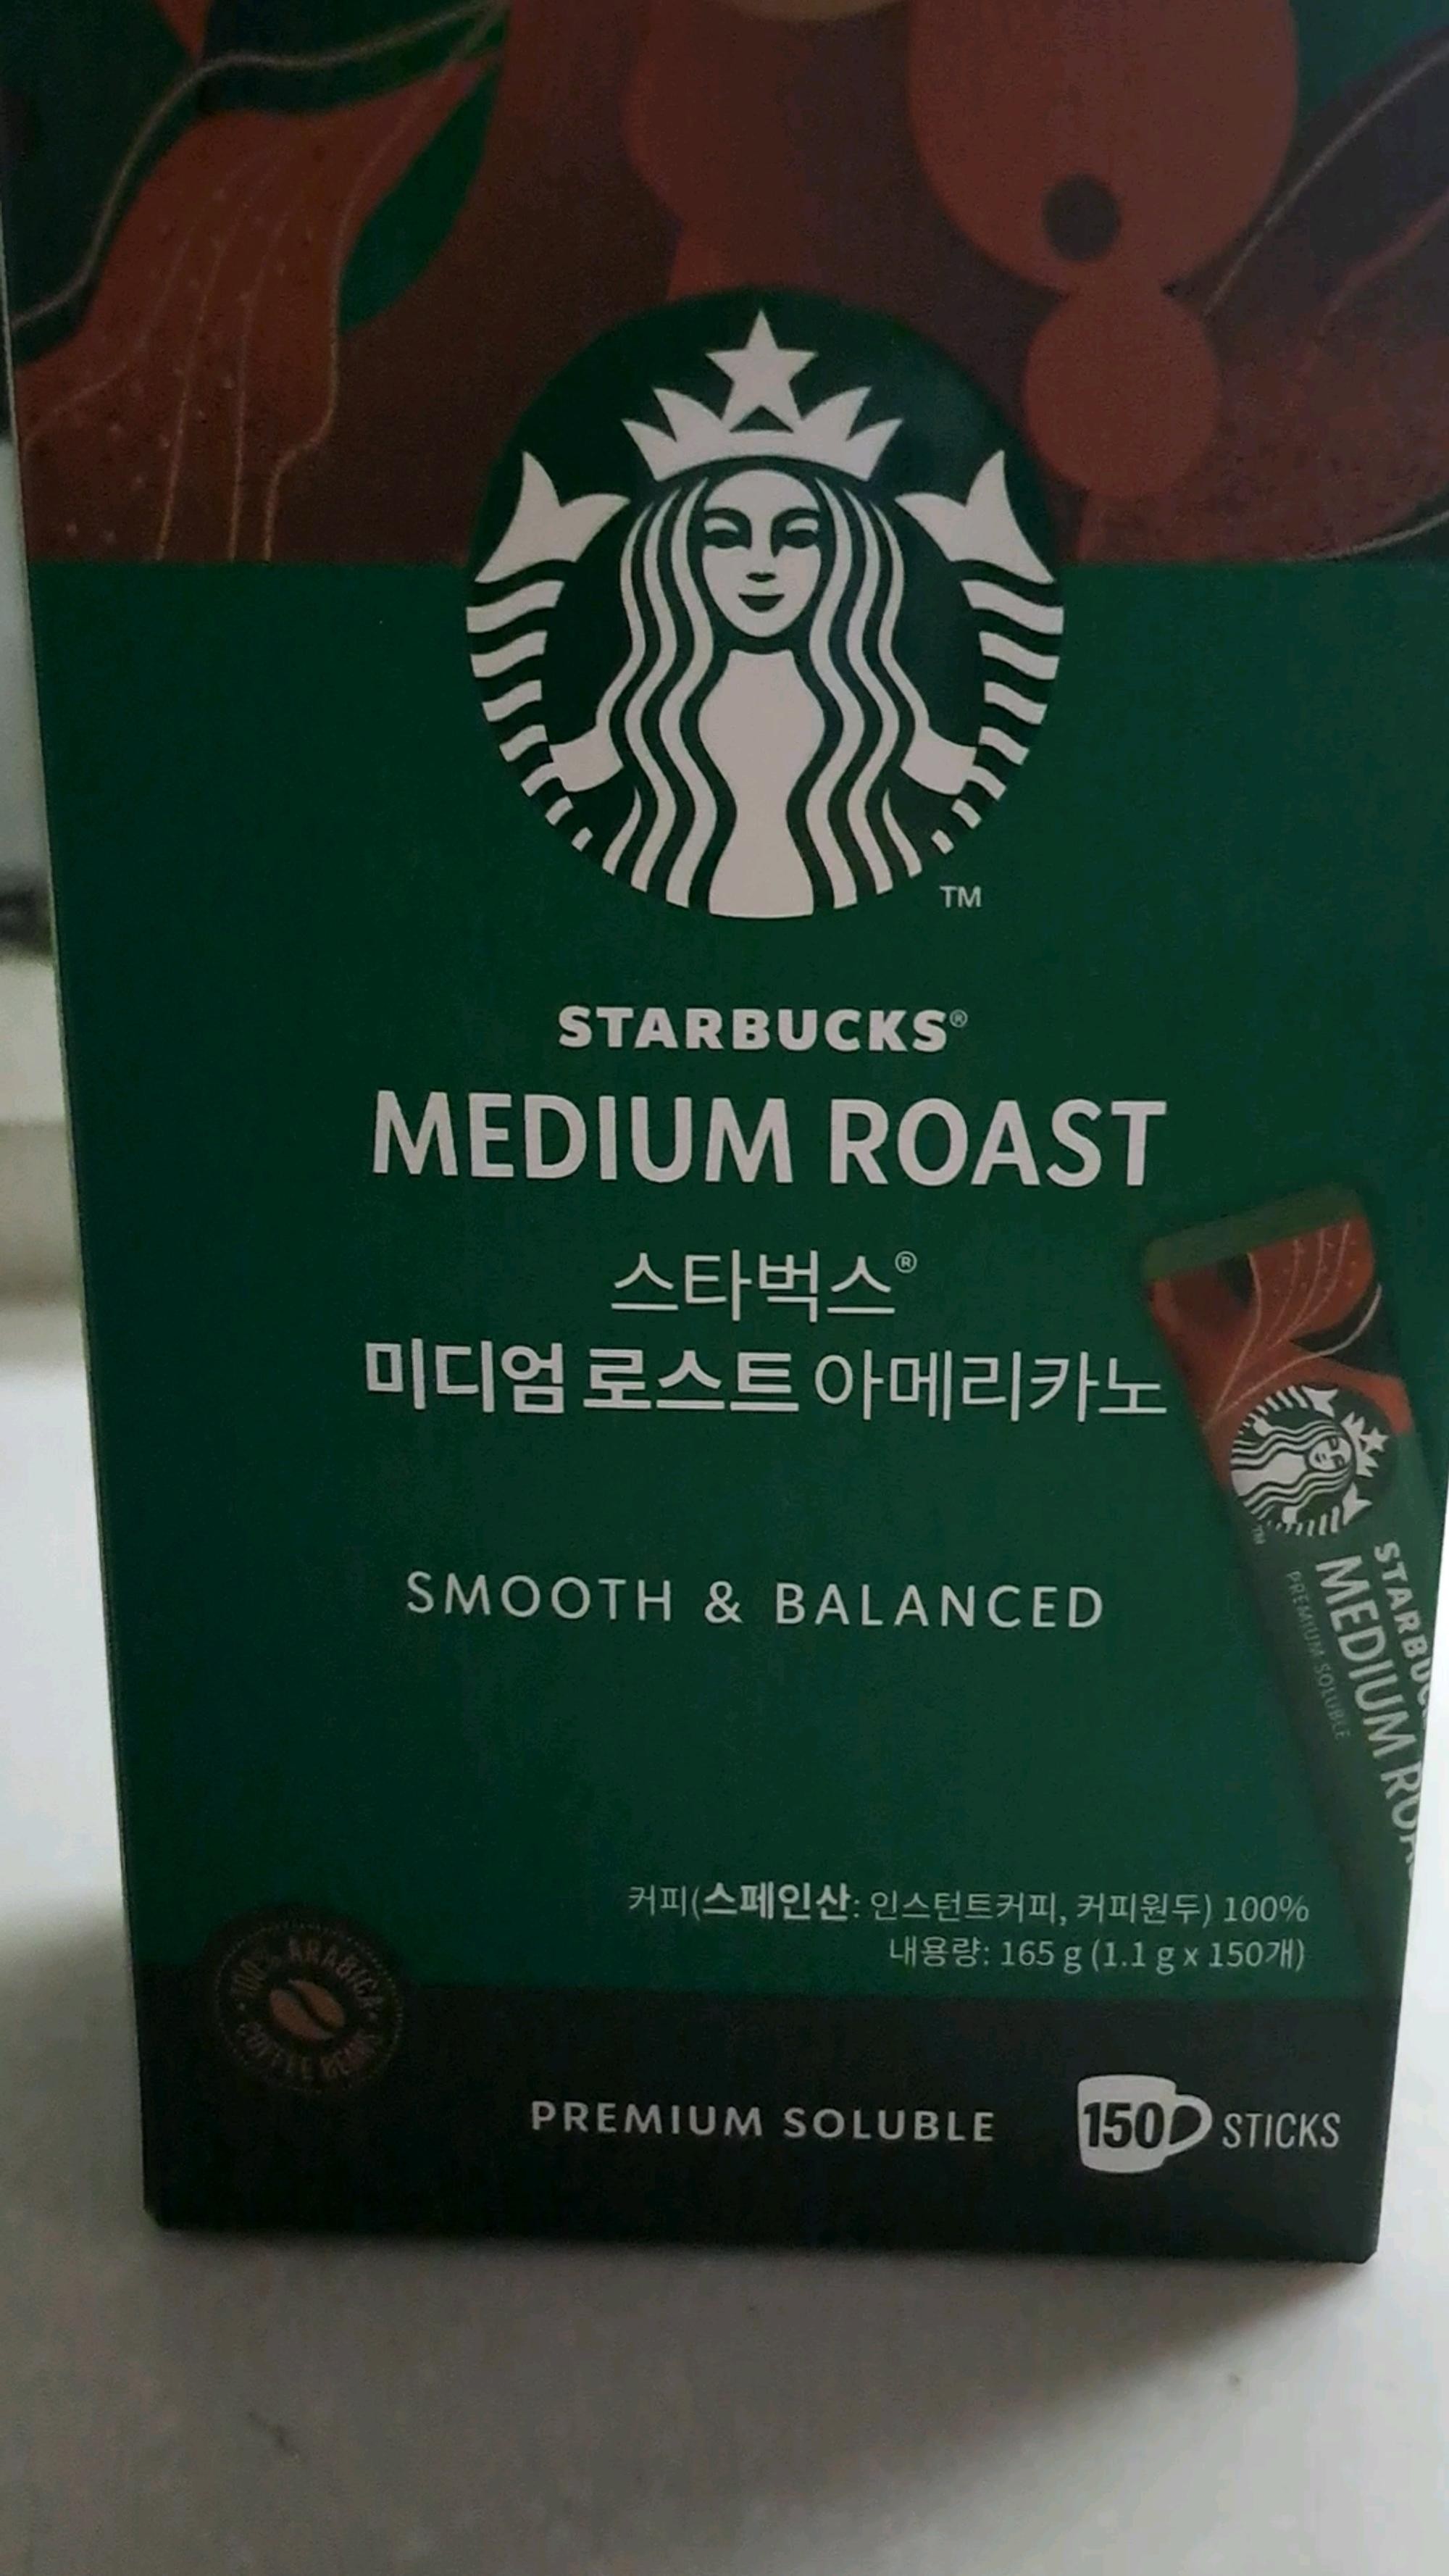 TM
STARBUCKS®
MEDIUM ROAST
스타벅스®
미디엄 로스트 아메리카노
SMOOTH & BALANCED
TM
STARBUC
MEDIUM ROA
PREMIUM SOLUBLE
커피(스페인산: 인스턴트커피, 커피원두) 100%
내용량: 165 g (1.1 g x 150개)
100% ARABICA
COFFEE BEANS
PREMIUM SOLUBLE
150 STICKS